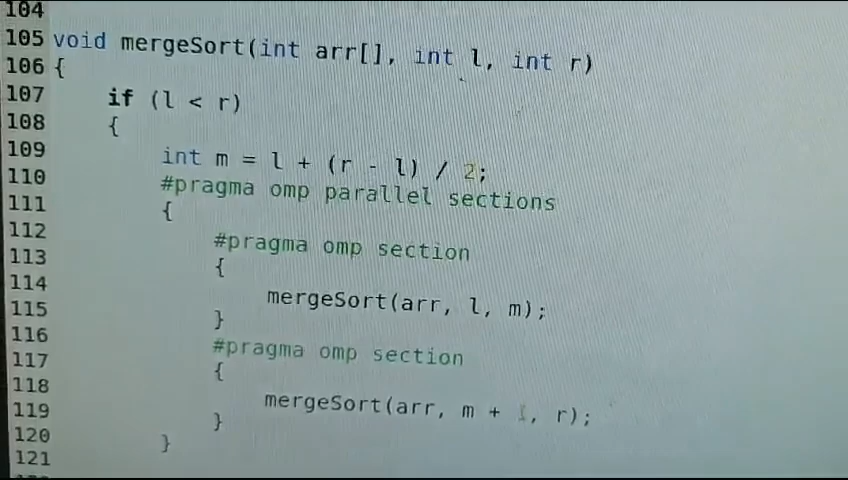 104
105 void mergeSort(int arr[], int l, int r)
106 {
107 if (l < r)
108 {
109 int m = l + (r - l) / 2;
110 #pragma omp parallel sections
111 {
112 #pragma omp section
113 {
114 mergeSort(arr, l, m);
115 }
116 #pragma omp section
117 {
118 mergeSort(arr, m + 1, r);
119 }
120 }
121